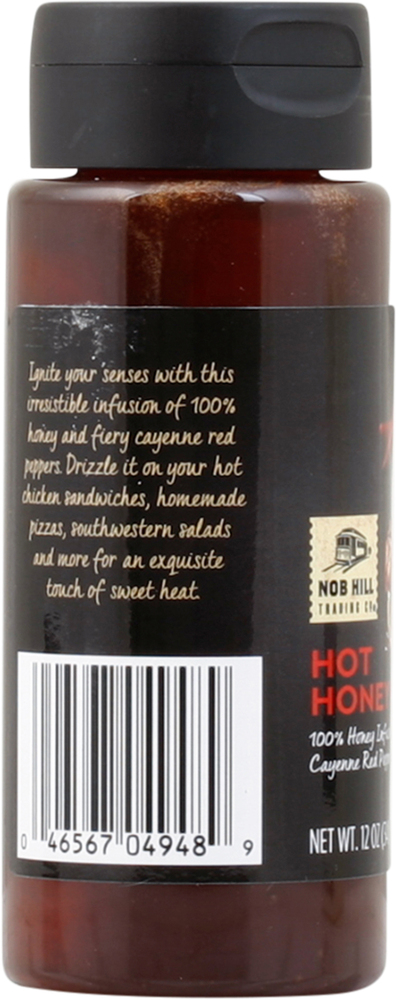 Ignite your senses with this
irresistible infusion of 100%
honey and fiery cayenne red
peppers. Drizzle it on your hot
chicken sandwiches, homemade
pizzas, southwestern salads
and more for an exquisite
touch of sweet heat.
NOB HILL
TRADING CO.
HOT
HONEY
100% Honey
Cayenne Red
NET WT. 12 OZ
0 46567 04948 9